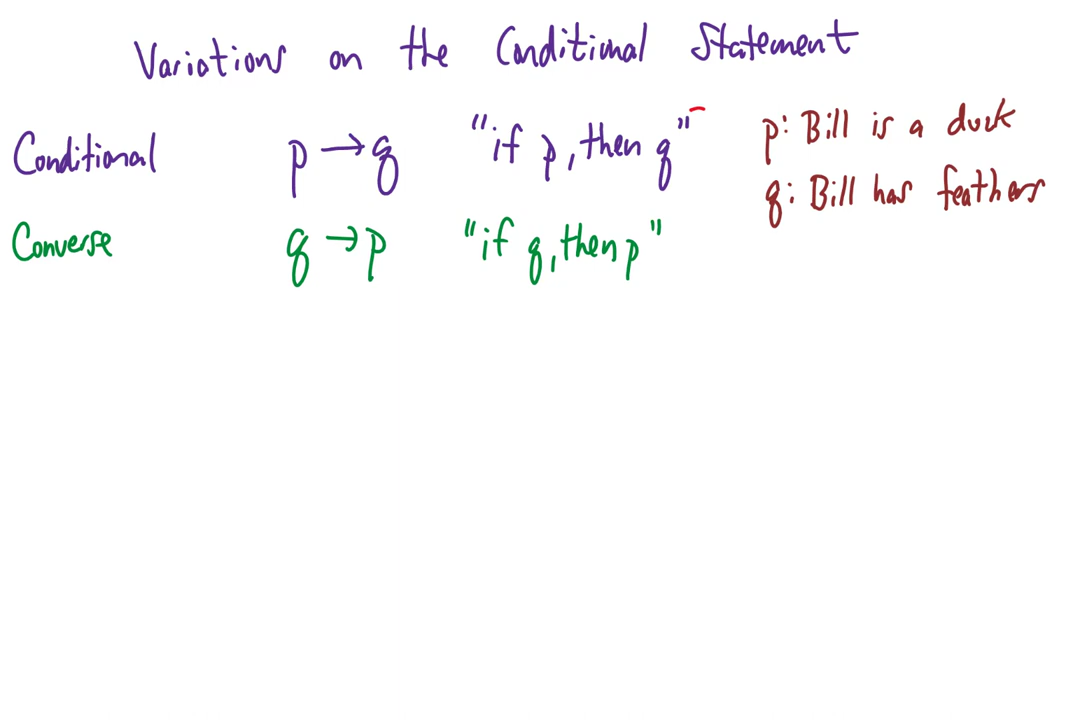 Variations on the Conditional Statement
Conditional p → q "if p, then q" p: Bill is a duck
q: Bill has feathers
Converse q → p "if q, then p"